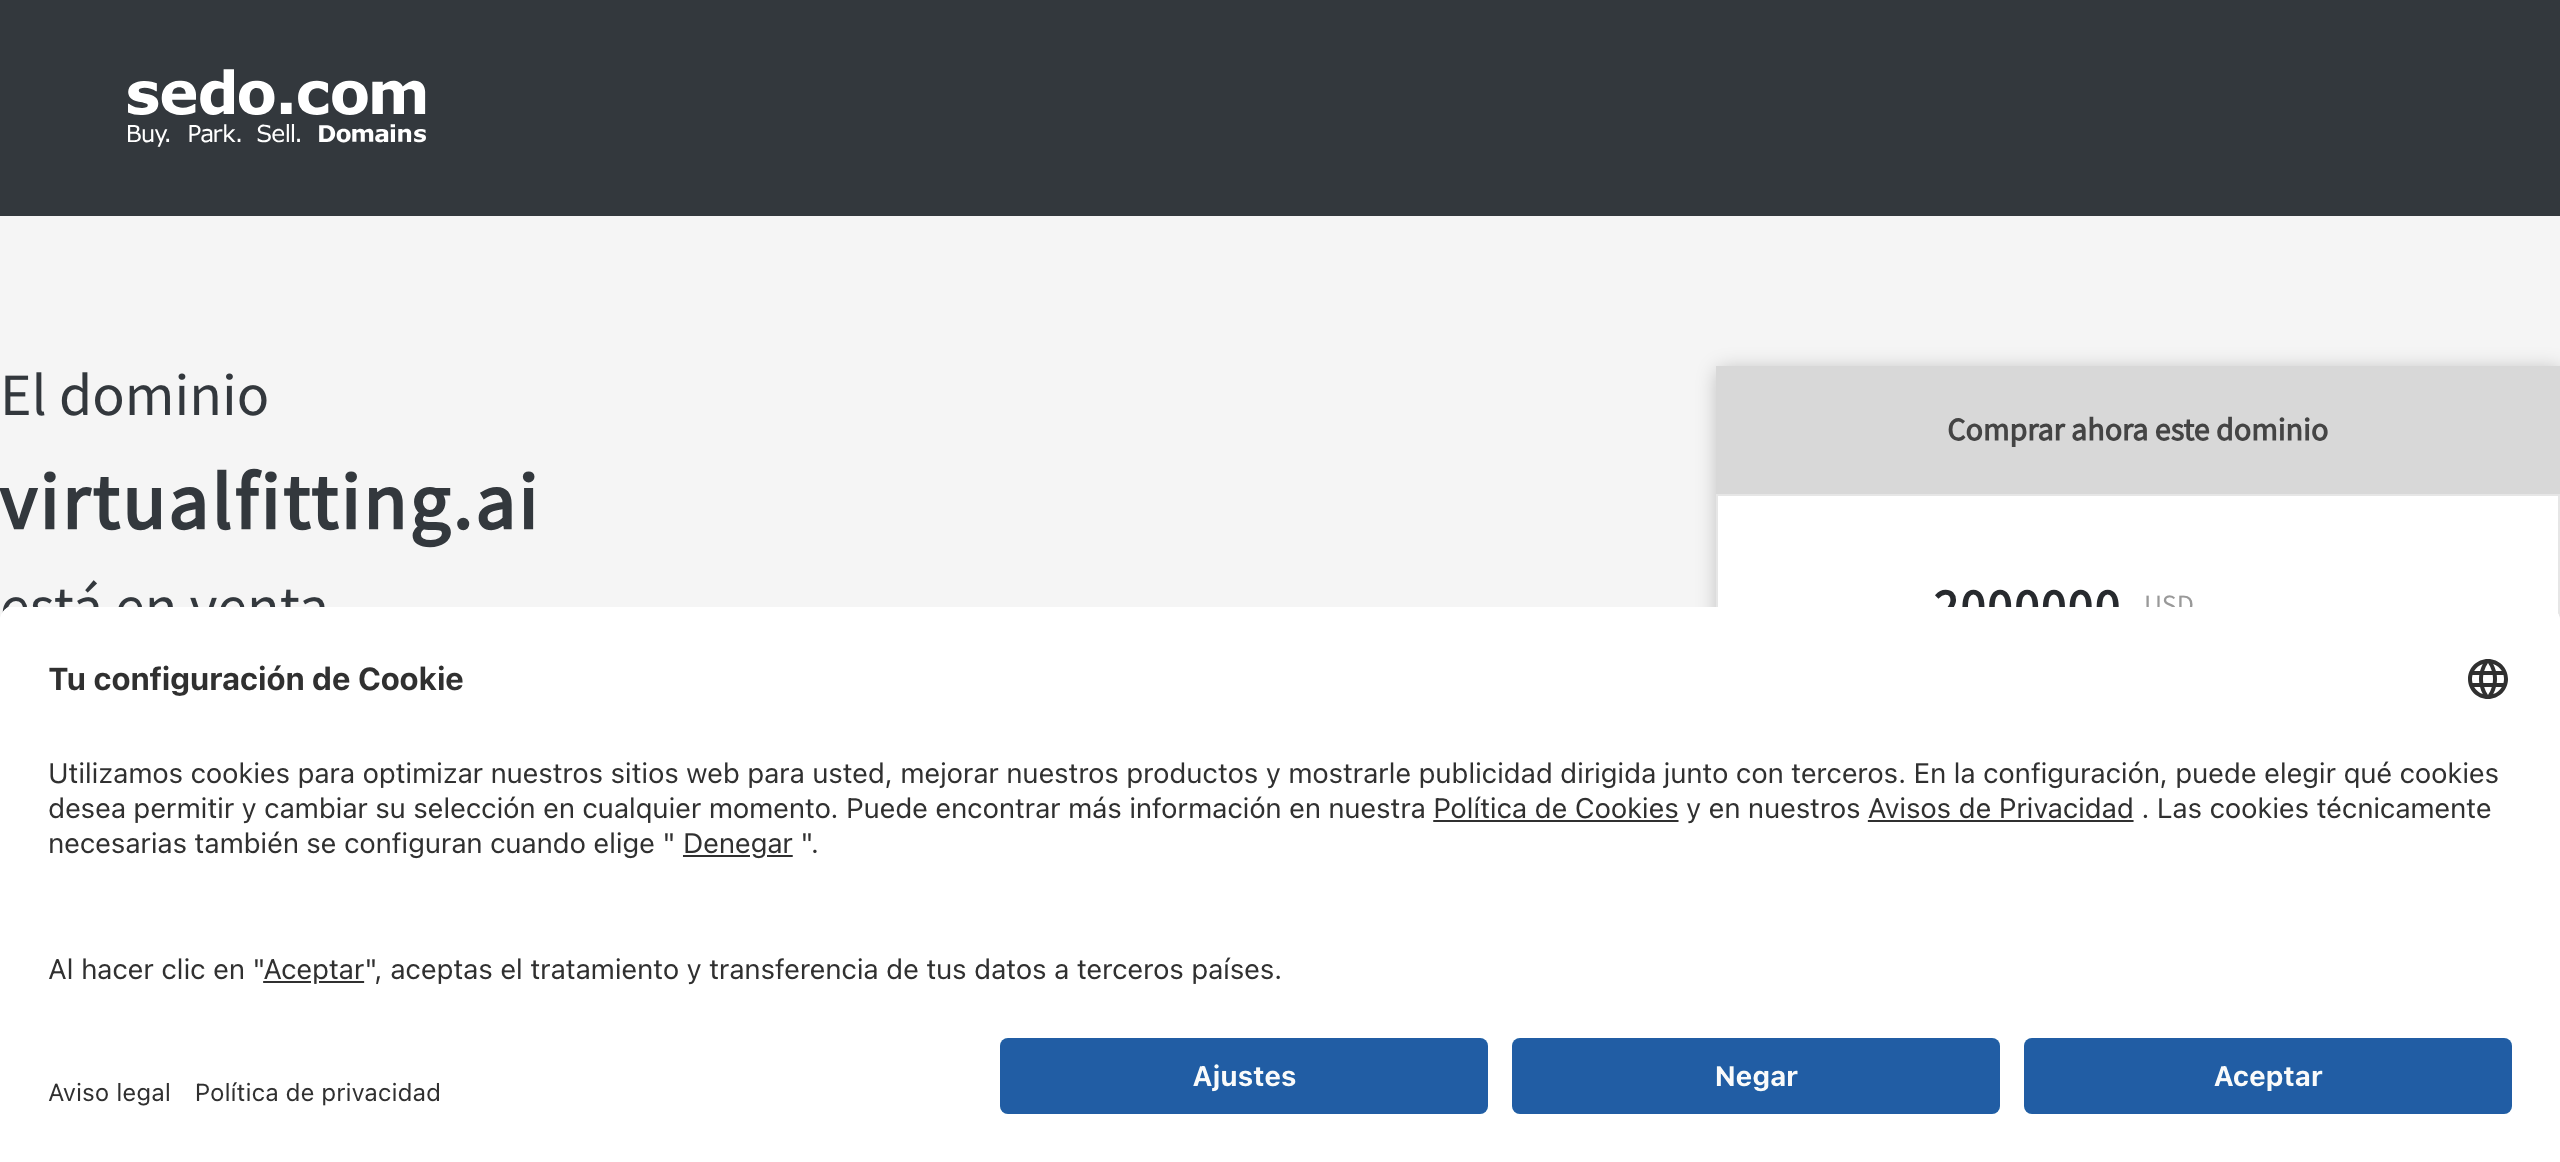 sedo.com
Buy. Park. Sell. Domains
El dominio
virtualfitting.ai
está en venta
Comprar ahora este dominio
2000000 USD
Tu configuración de Cookie
Utilizamos cookies para optimizar nuestros sitios web para usted, mejorar nuestros productos y mostrarle publicidad dirigida junto con terceros. En la configuración, puede elegir qué cookies
desea permitir y cambiar su selección en cualquier momento. Puede encontrar más información en nuestra Política de Cookies y en nuestros Avisos de Privacidad . Las cookies técnicamente
necesarias también se configuran cuando elige " Denegar ".
Al hacer clic en "Aceptar", aceptas el tratamiento y transferencia de tus datos a terceros países.
Aviso legal Política de privacidad
Ajustes
Negar
Aceptar